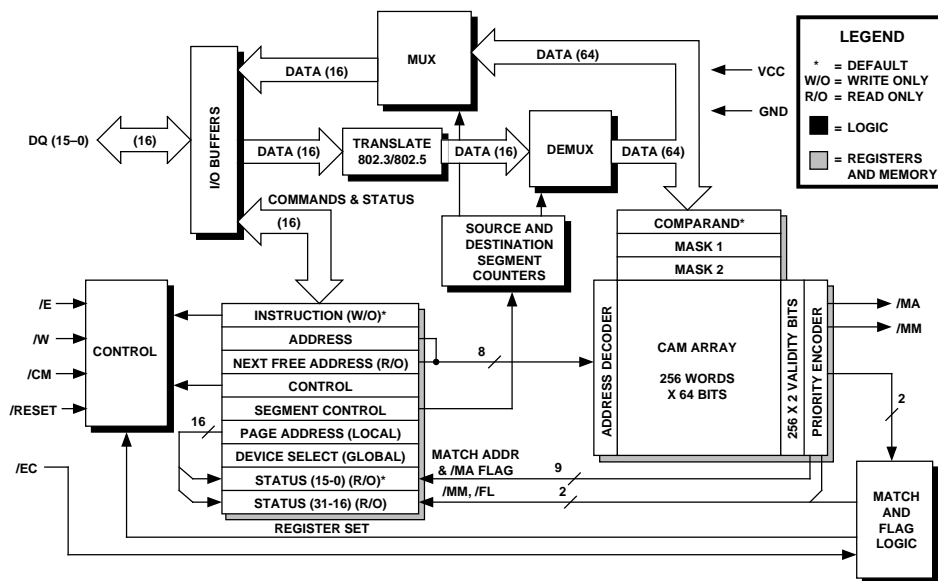 MUX
DATA (16)
DATA (64)
VCC
GND
LEGEND
* = DEFAULT
W/O = WRITE ONLY
R/O = READ ONLY
= LOGIC
= REGISTERS
AND MEMORY
DQ (15–0)
(16)
I/O BUFFERS
DATA (16)
TRANSLATE
802.3/802.5
DATA (16)
DEMUX
DATA (64)
COMMANDS & STATUS
(16)
SOURCE AND
DESTINATION
SEGMENT
COUNTERS
COMPARAND*
MASK 1
MASK 2
/E
/W
/CM
/RESET
CONTROL
INSTRUCTION (W/O)*
ADDRESS
NEXT FREE ADDRESS (R/O)
CONTROL
SEGMENT CONTROL
PAGE ADDRESS (LOCAL)
DEVICE SELECT (GLOBAL)
STATUS (15-0) (R/O)*
STATUS (31-16) (R/O)
REGISTER SET
16
8
ADDRESS DECODER
CAM ARRAY
256 WORDS
X 64 BITS
256 X 2 VALIDITY BITS
PRIORITY ENCODER
/MA
/MM
2
MATCH ADDR
& /MA FLAG
9
/MM, /FL
2
/EC
MATCH
AND
FLAG
LOGIC